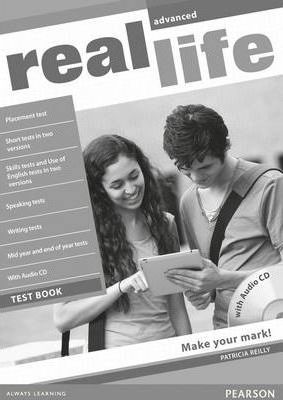 advanced
real
life
Placement test
Short tests in two
versions
Skills tests and Use of
English tests in two
versions
Speaking tests
Writing tests
Mid year and end of year tests
With Audio CD
TEST BOOK
with Audio CD
Make your mark!
PATRICIA REILLY
ALWAYS LEARNING
PEARSON